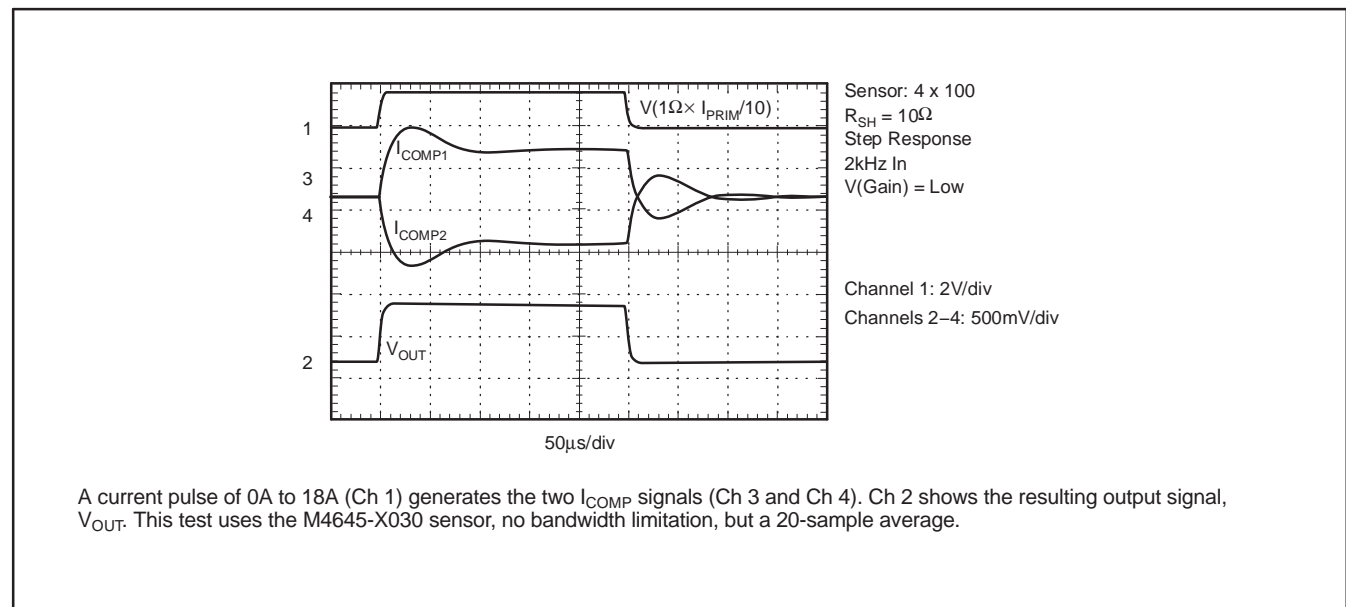 1
3
4
2
V(1Ω× I_PRIM/10)
I_COMP1
I_COMP2
V_OUT
50μs/div
Sensor: 4 x 100
R_SH = 10Ω
Step Response
2kHz In
V(Gain) = Low
Channel 1: 2V/div
Channels 2−4: 500mV/div
A current pulse of 0A to 18A (Ch 1) generates the two I_COMP signals (Ch 3 and Ch 4). Ch 2 shows the resulting output signal,
V_OUT. This test uses the M4645-X030 sensor, no bandwidth limitation, but a 20-sample average.